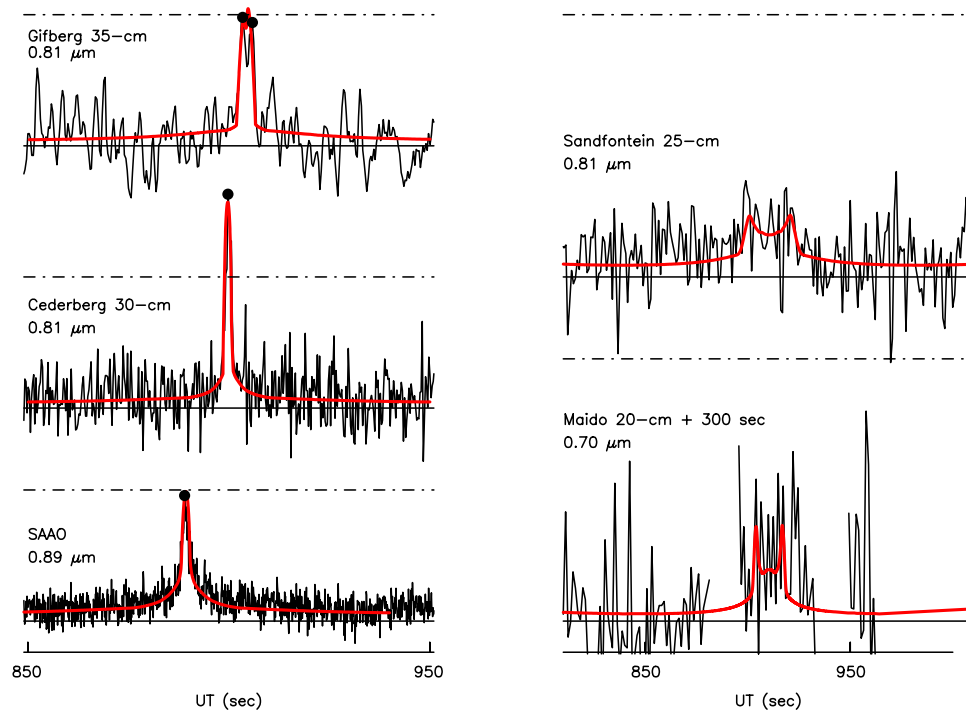 Gifberg 35-cm
0.81 μm
Cederberg 30-cm
0.81 μm
SAAO
0.89 μm
850 950
UT (sec)
Sandfontein 25-cm
0.81 μm
Maido 20-cm + 300 sec
0.70 μm
850 950
UT (sec)